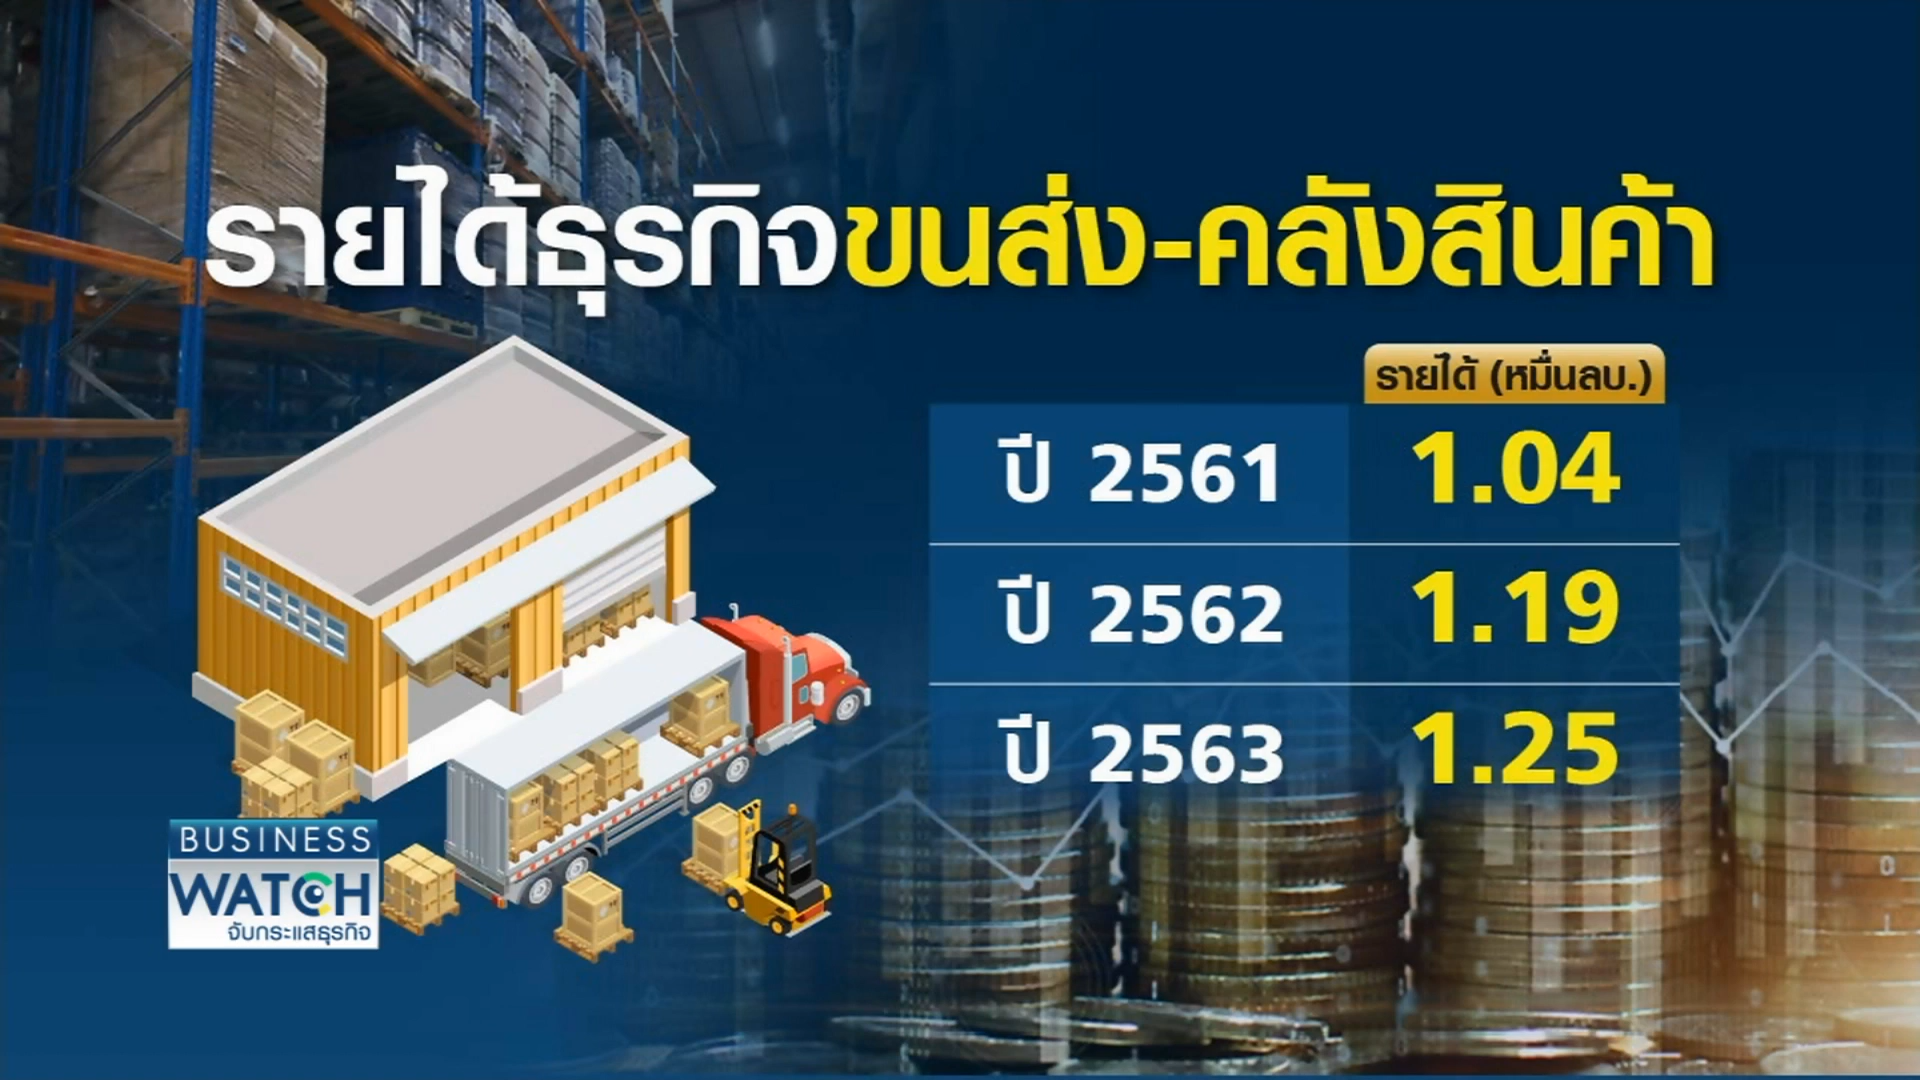 รายได้ธุรกิจขนส่ง-คลังสินค้า
รายได้ (หมื่นลบ.)
ปี 2561 1.04
ปี 2562 1.19
ปี 2563 1.25
BUSINESS
WATCH
จับกระแสธุรกิจ